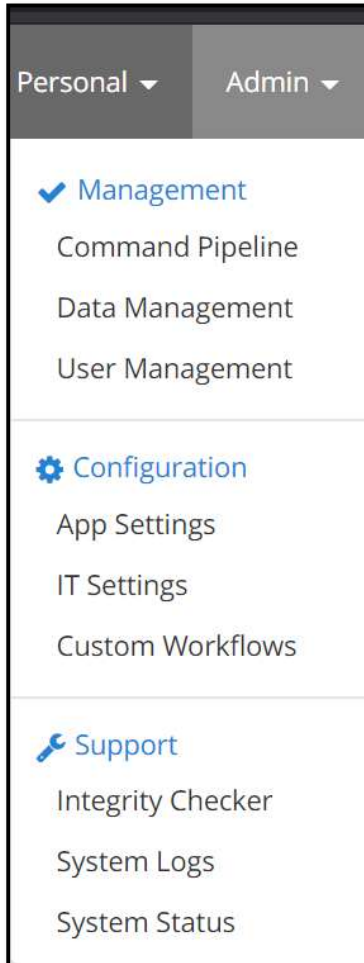 Personal
Admin
Management
Command Pipeline
Data Management
User Management
Configuration
App Settings
IT Settings
Custom Workflows
Support
Integrity Checker
System Logs
System Status